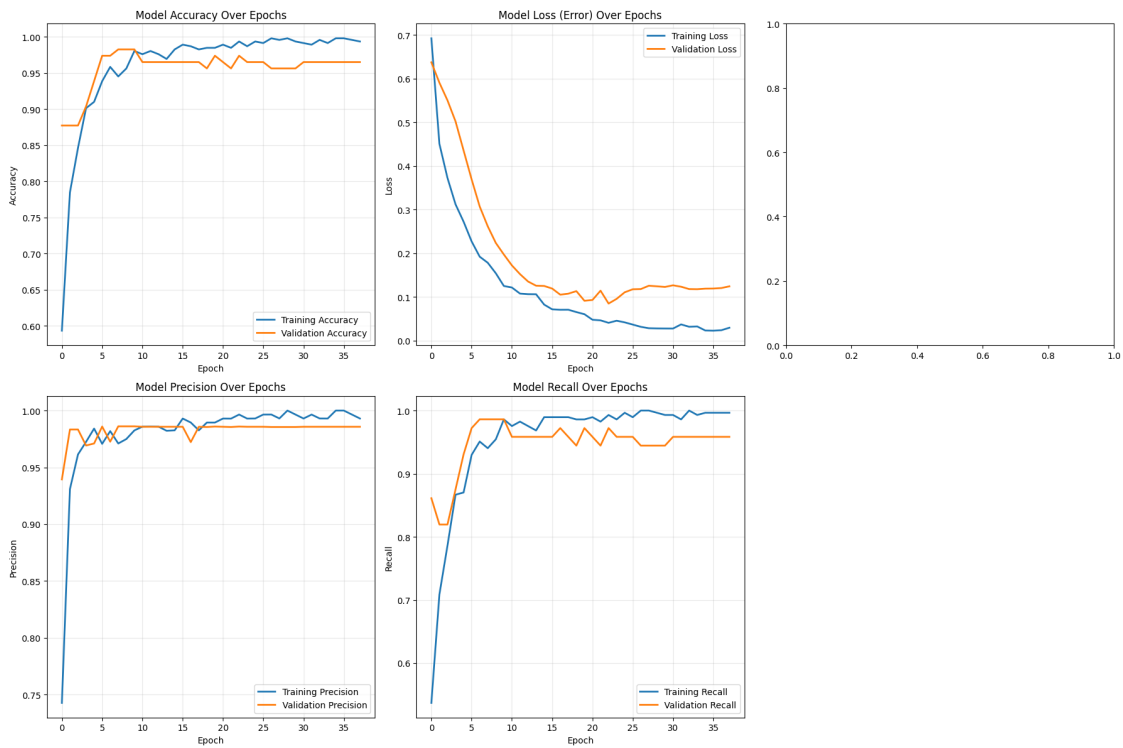 Model Accuracy Over Epochs
1.00
0.95
0.90
0.85
0.80
0.75
0.70
0.65
0.60
Accuracy
0 5 10 15 20 25 30 35
Epoch
Training Accuracy
Validation Accuracy
Model Loss (Error) Over Epochs
0.7
0.6
0.5
0.4
0.3
0.2
0.1
0.0
Loss
0 5 10 15 20 25 30 35
Epoch
Training Loss
Validation Loss
1.0
0.8
0.6
0.4
0.2
0.0
0.0 0.2 0.4 0.6 0.8 1.0
Model Precision Over Epochs
1.00
0.95
0.90
0.85
0.80
0.75
Precision
0 5 10 15 20 25 30 35
Epoch
Training Precision
Validation Precision
Model Recall Over Epochs
1.0
0.9
0.8
0.7
0.6
Recall
0 5 10 15 20 25 30 35
Epoch
Training Recall
Validation Recall